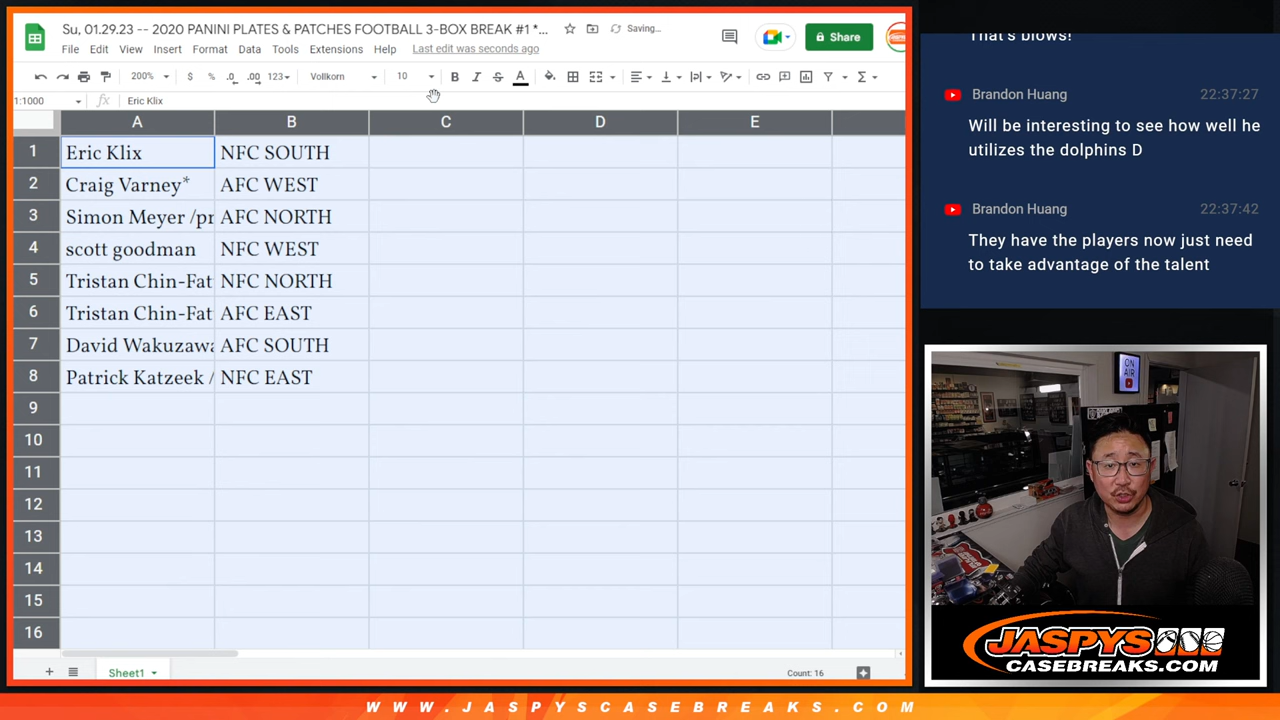 Su, 01.29.23 -- 2020 PANINI PLATES & PATCHES FOOTBALL 3-BOX BREAK #1 *...
Saving...
Share
File Edit View Insert Format Data Tools Extensions Help Last edit was seconds ago
200% $ % .0 .00 123 Vollkorn 10 B I S A
1:1000 fx Eric Klix
A B C D E
1 Eric Klix NFC SOUTH
2 Craig Varney* AFC WEST
3 Simon Meyer /pr AFC NORTH
4 scott goodman NFC WEST
5 Tristan Chin-Fat NFC NORTH
6 Tristan Chin-Fat AFC EAST
7 David Wakuzawa AFC SOUTH
8 Patrick Katzeek / NFC EAST
9
10
11
12
13
14
15
16
Sheet1
Count: 16
That's blows!
Brandon Huang 22:37:27
Will be interesting to see how well he
utilizes the dolphins D
Brandon Huang 22:37:42
They have the players now just need
to take advantage of the talent
ON
AIR
JASPYS
CASEBREAKS.COM
WWW.JASPYSCASEBREAKS.COM